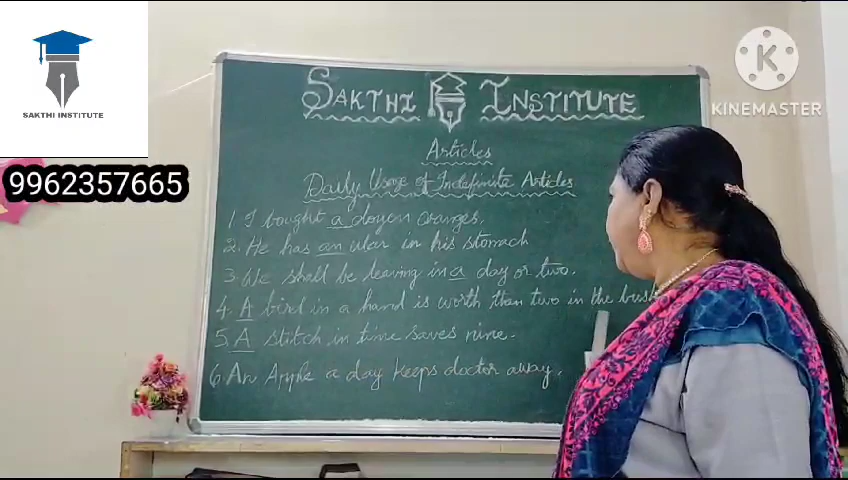 SAKTHI INSTITUTE
9962357665
KINEMASTER
SAKTHI INSTITUTE
Articles
Daily Usage of Indefinite Articles
1. I bought a dozen oranges.
2. He has an ular in his stomach
3. We shall be leaving in a day or two.
4. A bird in a hand is worth than two in the bush
5. A stitch in time saves nine.
6. An Apple a day keeps doctor away.